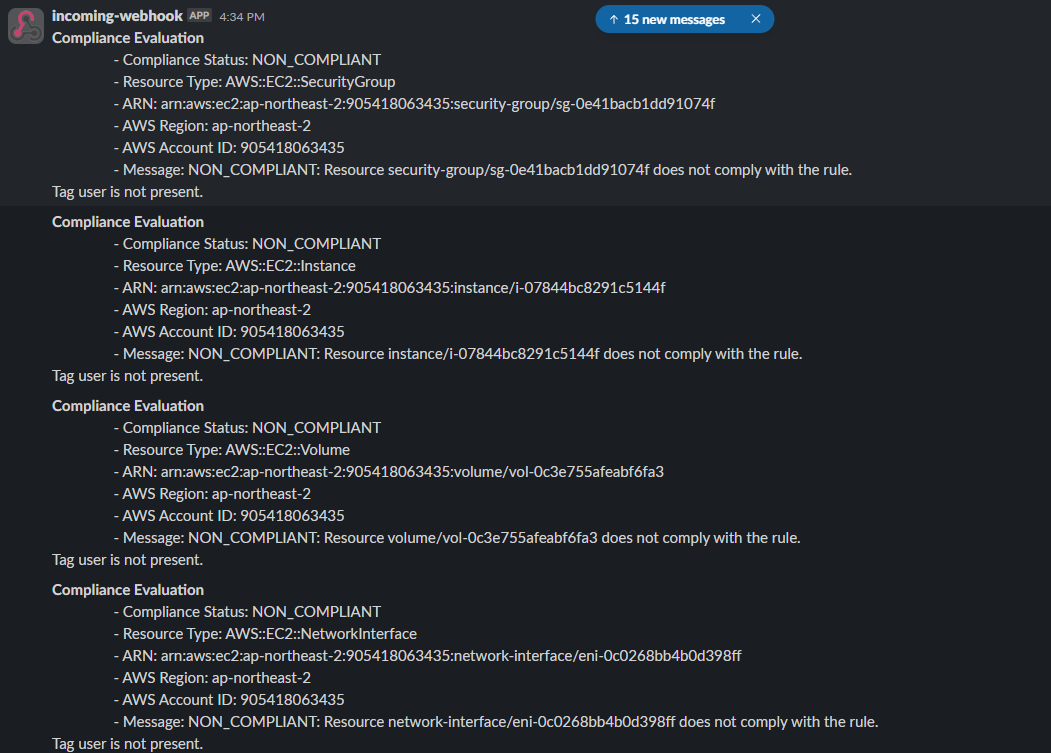 incoming-webhook APP 4:34 PM
↑ 15 new messages ×
Compliance Evaluation
- Compliance Status: NON_COMPLIANT
- Resource Type: AWS::EC2::SecurityGroup
- ARN: arn:aws:ec2:ap-northeast-2:905418063435:security-group/sg-0e41bacb1dd91074f
- AWS Region: ap-northeast-2
- AWS Account ID: 905418063435
- Message: NON_COMPLIANT: Resource security-group/sg-0e41bacb1dd91074f does not comply with the rule.
Tag user is not present.
Compliance Evaluation
- Compliance Status: NON_COMPLIANT
- Resource Type: AWS::EC2::Instance
- ARN: arn:aws:ec2:ap-northeast-2:905418063435:instance/i-07844bc8291c5144f
- AWS Region: ap-northeast-2
- AWS Account ID: 905418063435
- Message: NON_COMPLIANT: Resource instance/i-07844bc8291c5144f does not comply with the rule.
Tag user is not present.
Compliance Evaluation
- Compliance Status: NON_COMPLIANT
- Resource Type: AWS::EC2::Volume
- ARN: arn:aws:ec2:ap-northeast-2:905418063435:volume/vol-0c3e755afeabf6fa3
- AWS Region: ap-northeast-2
- AWS Account ID: 905418063435
- Message: NON_COMPLIANT: Resource volume/vol-0c3e755afeabf6fa3 does not comply with the rule.
Tag user is not present.
Compliance Evaluation
- Compliance Status: NON_COMPLIANT
- Resource Type: AWS::EC2::NetworkInterface
- ARN: arn:aws:ec2:ap-northeast-2:905418063435:network-interface/eni-0c0268bb4b0d398ff
- AWS Region: ap-northeast-2
- AWS Account ID: 905418063435
- Message: NON_COMPLIANT: Resource network-interface/eni-0c0268bb4b0d398ff does not comply with the rule.
Tag user is not present.